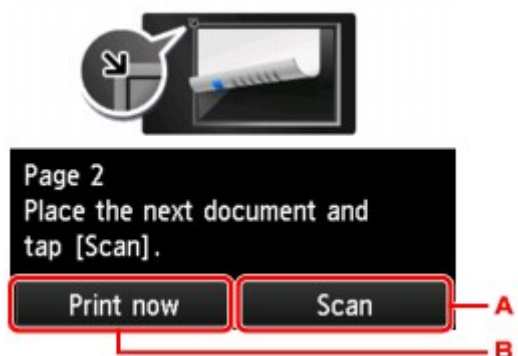 Page 2
Place the next document and
tap [Scan].
Print now Scan A
B